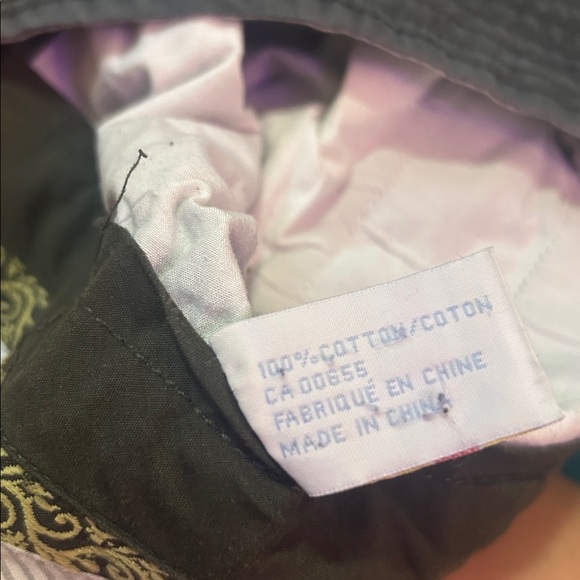 100% COTTON/COTON
CA 00655
FABRIQUÉ EN CHINE
MADE IN CHINA